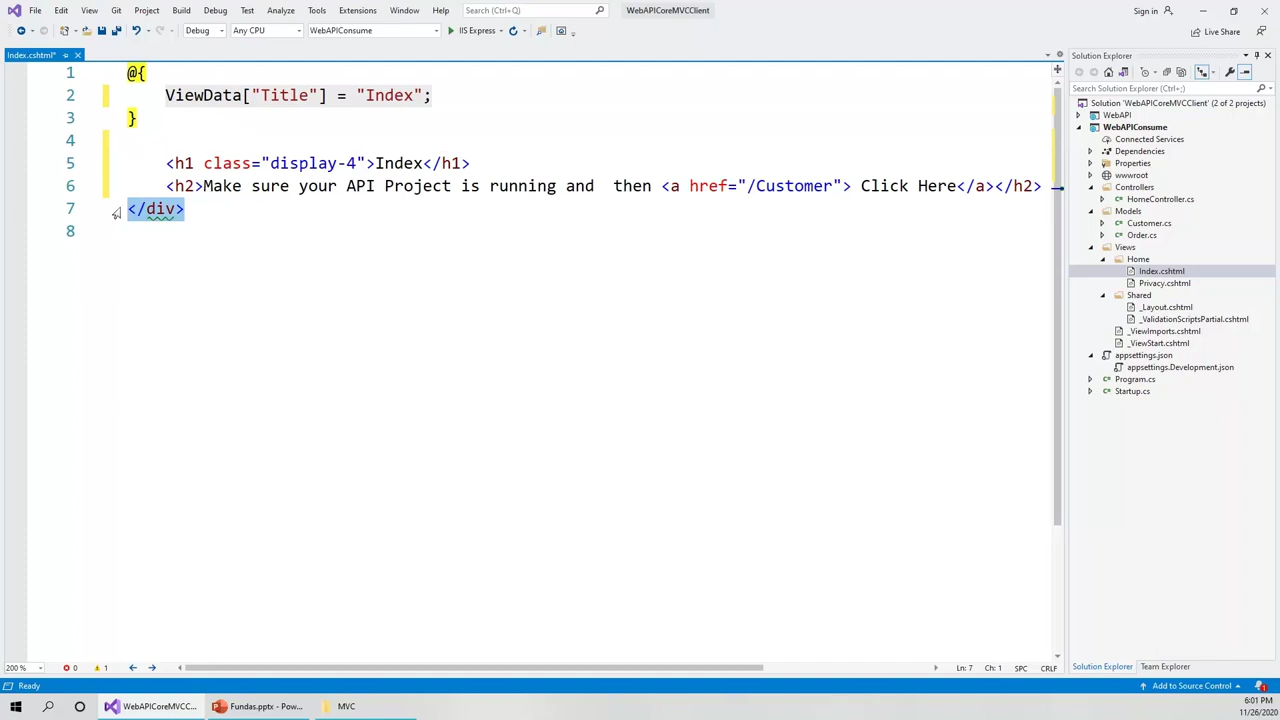 File Edit View Git Project Build Debug Test Analyze Tools Extensions Window Help Search (Ctrl+Q) WebAPICoreMVCClient Sign in
Debug Any CPU WebAPIConsume IIS Express Live Share
Index.cshtml* Solution Explorer
Search Solution Explorer (Ctrl+;)
1 @{
2 ViewData["Title"] = "Index";
3 }
4
5 <h1 class="display-4">Index</h1>
6 <h2>Make sure your API Project is running and  then <a href="/Customer"> Click Here</a></h2>
7 </div>
8
Solution 'WebAPICoreMVCClient' (2 of 2 projects)
WebAPI
WebAPIConsume
Connected Services
Dependencies
Properties
wwwroot
Controllers
HomeController.cs
Models
Customer.cs
Order.cs
Views
Home
Index.cshtml
Privacy.cshtml
Shared
_Layout.cshtml
_ValidationScriptsPartial.cshtml
_ViewImports.cshtml
_ViewStart.cshtml
appsettings.json
appsettings.Development.json
Program.cs
Startup.cs
200 % 0 1 Ln: 7 Ch: 1 SPC CRLF
Solution Explorer Team Explorer
Ready Add to Source Control 1
WebAPICoreMVCC... Fundas.pptx - Pow... MVC 6:01 PM
11/26/2020